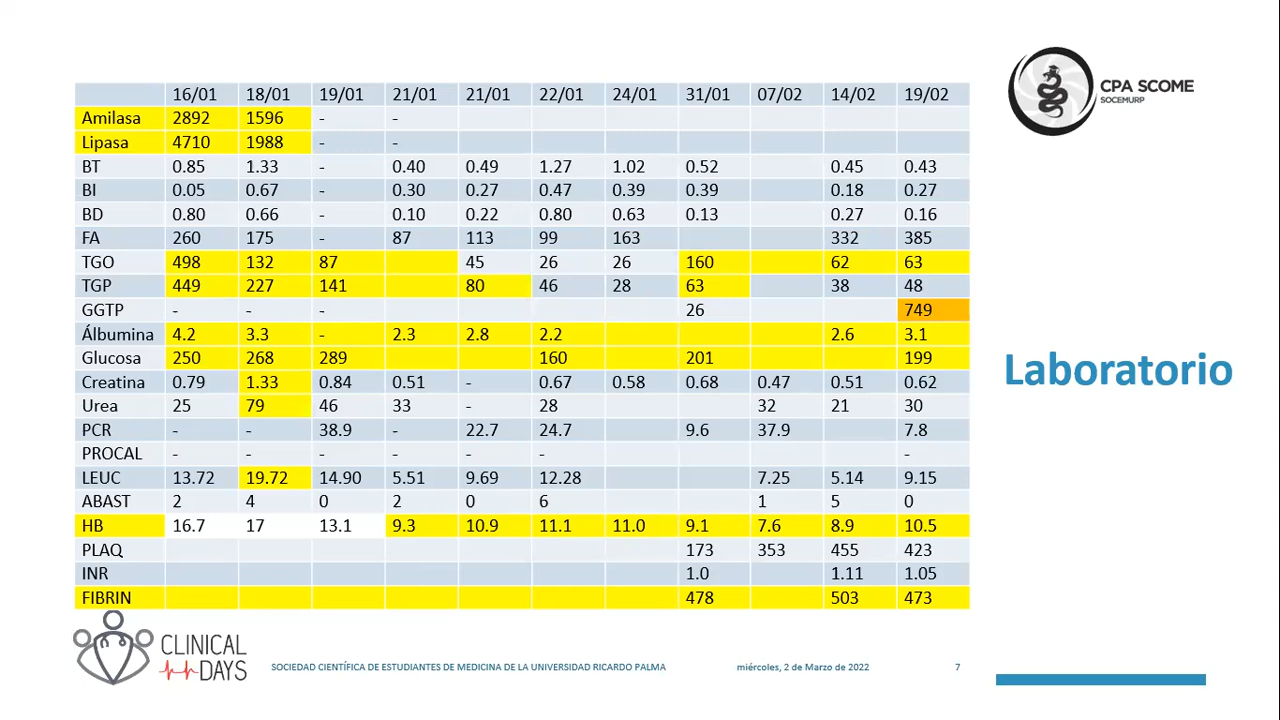 CPA SCOME
SOCEMURP
16/01 18/01 19/01 21/01 21/01 22/01 24/01 31/01 07/02 14/02 19/02
Amilasa 2892 1596 - -
Lipasa 4710 1988 - -
BT 0.85 1.33 - 0.40 0.49 1.27 1.02 0.52 0.45 0.43
BI 0.05 0.67 - 0.30 0.27 0.47 0.39 0.39 0.18 0.27
BD 0.80 0.66 - 0.10 0.22 0.80 0.63 0.13 0.27 0.16
FA 260 175 - 87 113 99 163 332 385
TGO 498 132 87 45 26 26 160 62 63
TGP 449 227 141 80 46 28 63 38 48
GGTP - - - 26 749
Álbumina 4.2 3.3 - 2.3 2.8 2.2 2.6 3.1
Glucosa 250 268 289 160 201 199
Creatina 0.79 1.33 0.84 0.51 - 0.67 0.58 0.68 0.47 0.51 0.62
Urea 25 79 46 33 - 28 32 21 30
PCR - - 38.9 - 22.7 24.7 9.6 37.9 7.8
PROCAL - - - - - - -
LEUC 13.72 19.72 14.90 5.51 9.69 12.28 7.25 5.14 9.15
ABAST 2 4 0 2 0 6 1 5 0
HB 16.7 17 13.1 9.3 10.9 11.1 11.0 9.1 7.6 8.9 10.5
PLAQ 173 353 455 423
INR 1.0 1.11 1.05
FIBRIN 478 503 473
Laboratorio
CLINICAL
DAYS
SOCIEDAD CIENTÍFICA DE ESTUDIANTES DE MEDICINA DE LA UNIVERSIDAD RICARDO PALMA miércoles, 2 de Marzo de 2022 7